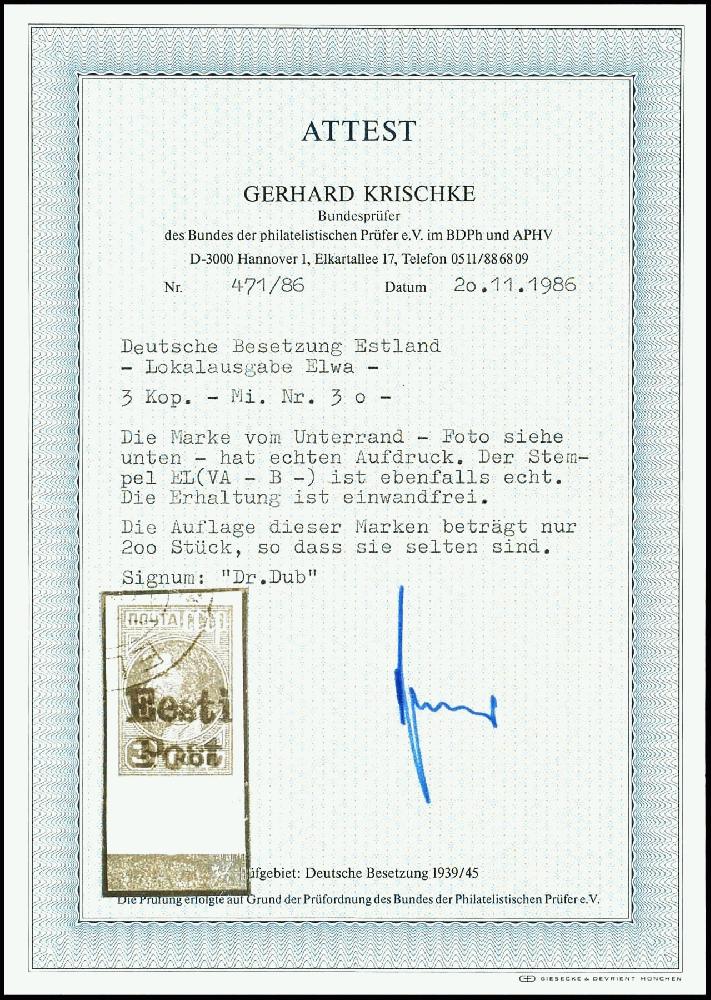 ATTEST
GERHARD KRISCHKE
Bundesprüfer
des Bundes der philatelistischen Prüfer e.V. im BDPh und APHV
D-3000 Hannover 1, Elkartallee 17, Telefon 0511/886809
Nr. 471/86 Datum 2o.11.1986
Deutsche Besetzung Estland
- Lokalausgabe Elwa -
3 Kop. - Mi. Nr. 3 o -
Die Marke vom Unterrand - Foto siehe
unten - hat echten Aufdruck. Der Stem-
pel EL(VA - B -) ist ebenfalls echt.
Die Erhaltung ist einwandfrei.
Die Auflage dieser Marken beträgt nur
2oo Stück, so dass sie selten sind.
Signum: "Dr.Dub"
ПОЧТА
Eesti
Post
üfgebiet: Deutsche Besetzung 1939/45
Die Prüfung erfolgte auf Grund der Prüfordnung des Bundes der Philatelistischen Prüfer e.V.
GIESECKE & DEVRIENT MÜNCHEN